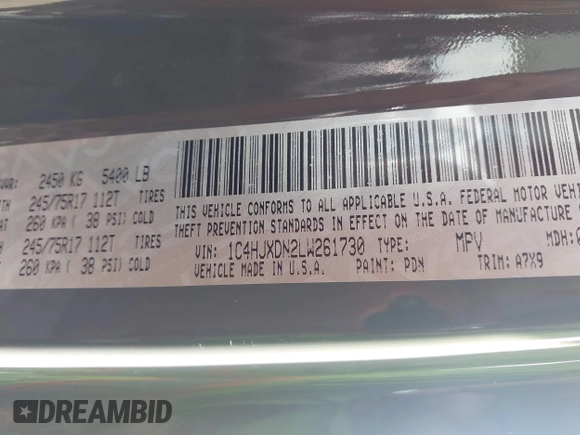 2450 KG 5400 LB
245/75R17 112T TIRES
260 KPA ( 38 PSI) COLD
245/75R17 112T TIRES
260 KPA ( 38 PSI) COLD
THIS VEHICLE CONFORMS TO ALL APPLICABLE U.S.A. FEDERAL MOTOR
THEFT PREVENTION STANDARDS IN EFFECT ON THE DATE OF
VIN: 1C4HJXDN2LW261730 TYPE: MPV MDH:
VEHICLE MADE IN U.S.A. PAINT: PDN TRIM: A7X9
DREAMBID